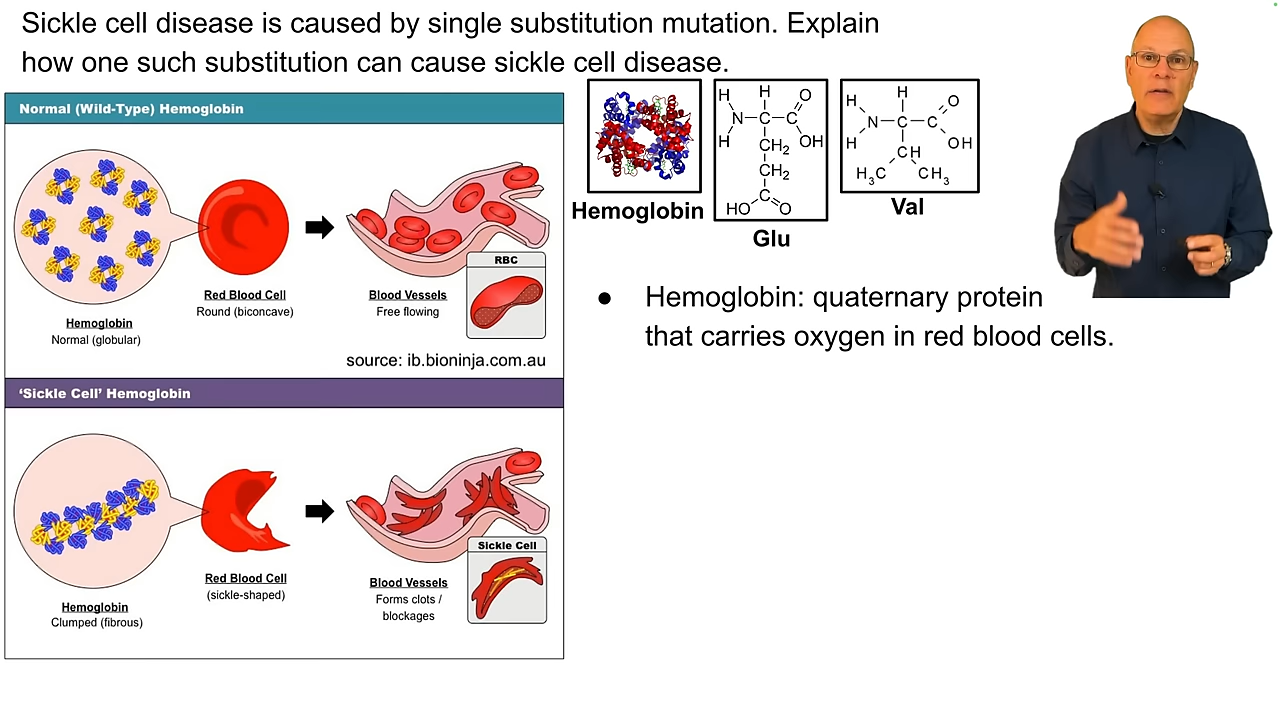 Sickle cell disease is caused by single substitution mutation. Explain
how one such substitution can cause sickle cell disease.
Normal (Wild-Type) Hemoglobin
Hemoglobin
Normal (globular)
Red Blood Cell
Round (biconcave)
Blood Vessels
Free flowing
RBC
source: ib.bioninja.com.au
‘Sickle Cell’ Hemoglobin
Hemoglobin
Clumped (fibrous)
Red Blood Cell
(sickle-shaped)
Blood Vessels
Forms clots /
blockages
Sickle Cell
Hemoglobin
H H O
N C C
H OH
CH2
CH2
C
HO O
Glu
H H O
N C C
H OH
CH
H3C CH3
Val
● Hemoglobin: quaternary protein
that carries oxygen in red blood cells.